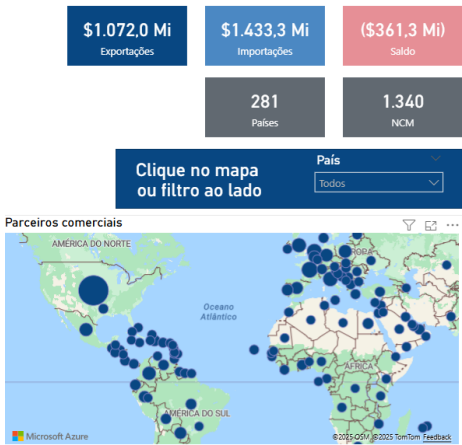 $1.072,0 Mi
Exportações
$1.433,3 Mi
Importações
($361,3 Mi)
Saldo
281
Países
1.340
NCM
Clique no mapa
ou filtro ao lado
País
Todos
Parceiros comerciais
AMÉRICA DO NORTE
ROPA
Oceano
Atlântico
ÁFRICA
AMÉRICA DO SUL
Microsoft Azure
©2025 OSM, ©2025 TomTom Feedback